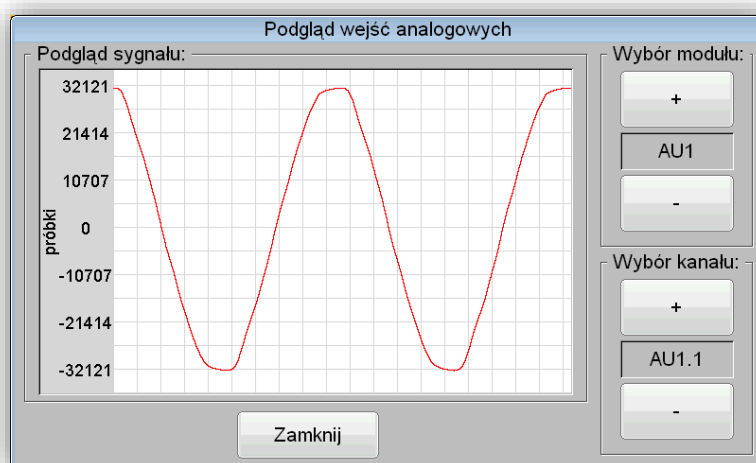 Podgląd wejść analogowych
Podgląd sygnału:
32121
21414
10707
0
-10707
-21414
-32121
próbki
Wybór modułu:
+
AU1
-
Wybór kanału:
+
AU1.1
-
Zamknij